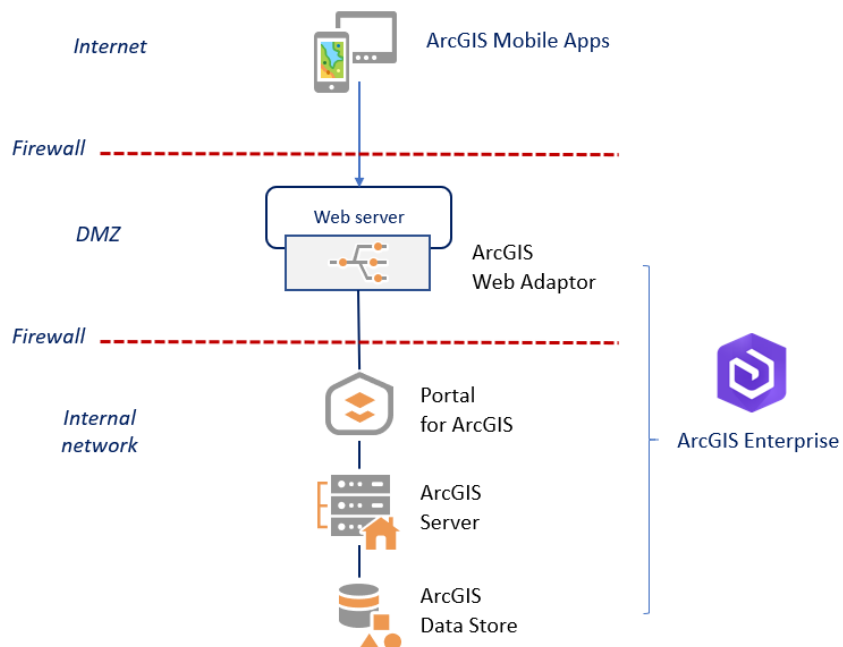 Internet
ArcGIS Mobile Apps
Firewall
Web server
DMZ
ArcGIS
Web Adaptor
Firewall
Portal
for ArcGIS
Internal
network
ArcGIS Enterprise
ArcGIS
Server
ArcGIS
Data Store